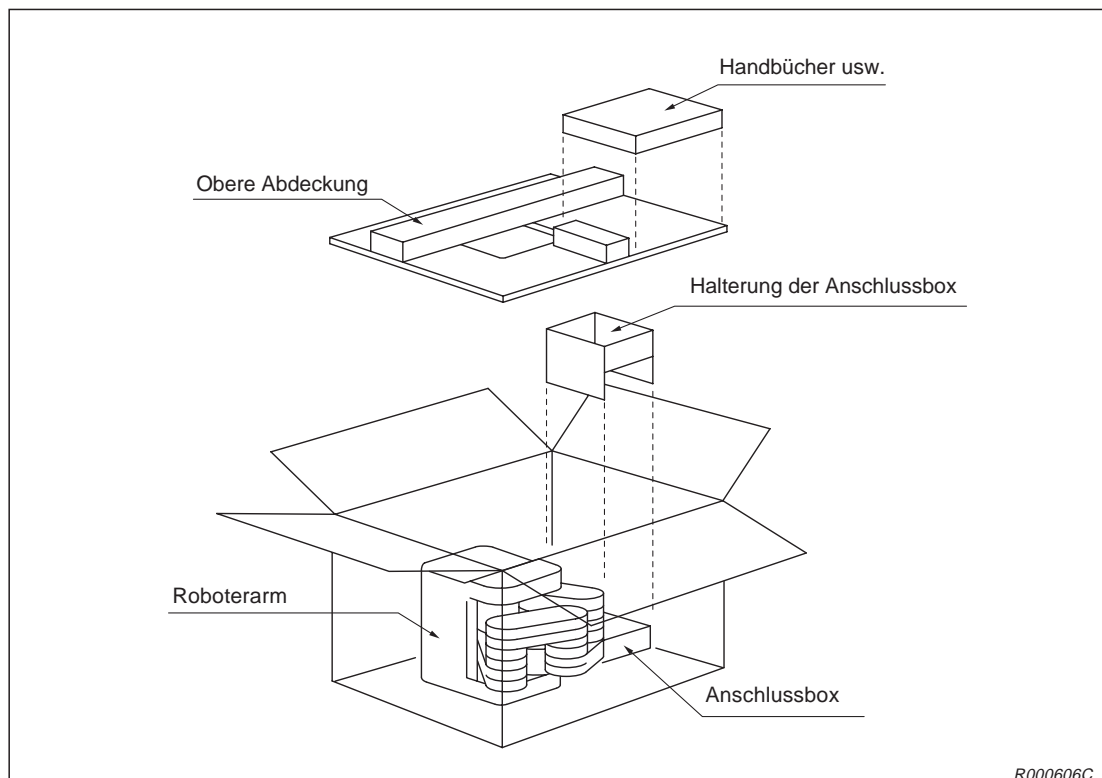 Handbücher usw.
Obere Abdeckung
Halterung der Anschlussbox
Roboterarm
Anschlussbox
R000606C